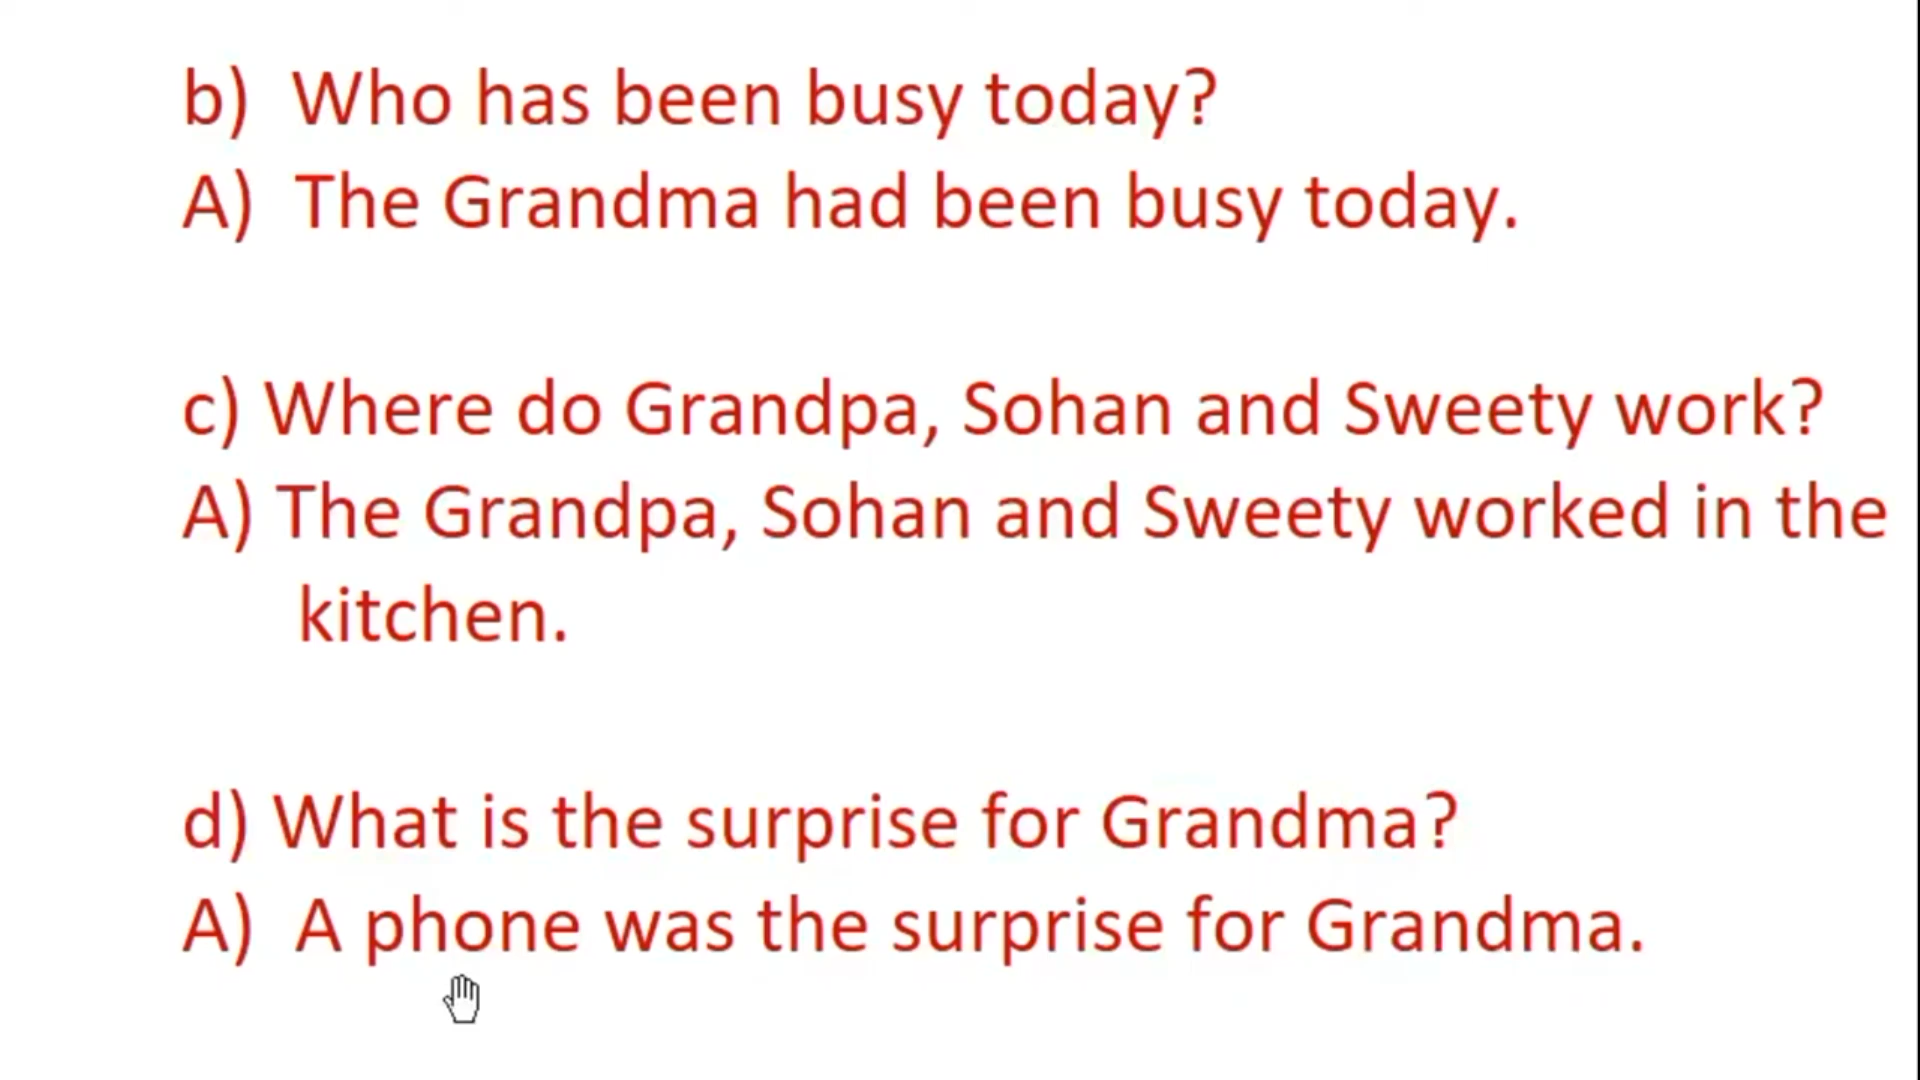 b) Who has been busy today?
A) The Grandma had been busy today.
c) Where do Grandpa, Sohan and Sweety work?
A) The Grandpa, Sohan and Sweety worked in the
kitchen.
d) What is the surprise for Grandma?
A) A phone was the surprise for Grandma.